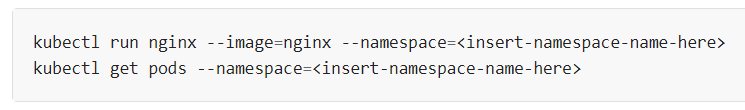 kubectl run nginx --image=nginx --namespace=<insert-namespace-name-here>
kubectl get pods --namespace=<insert-namespace-name-here>